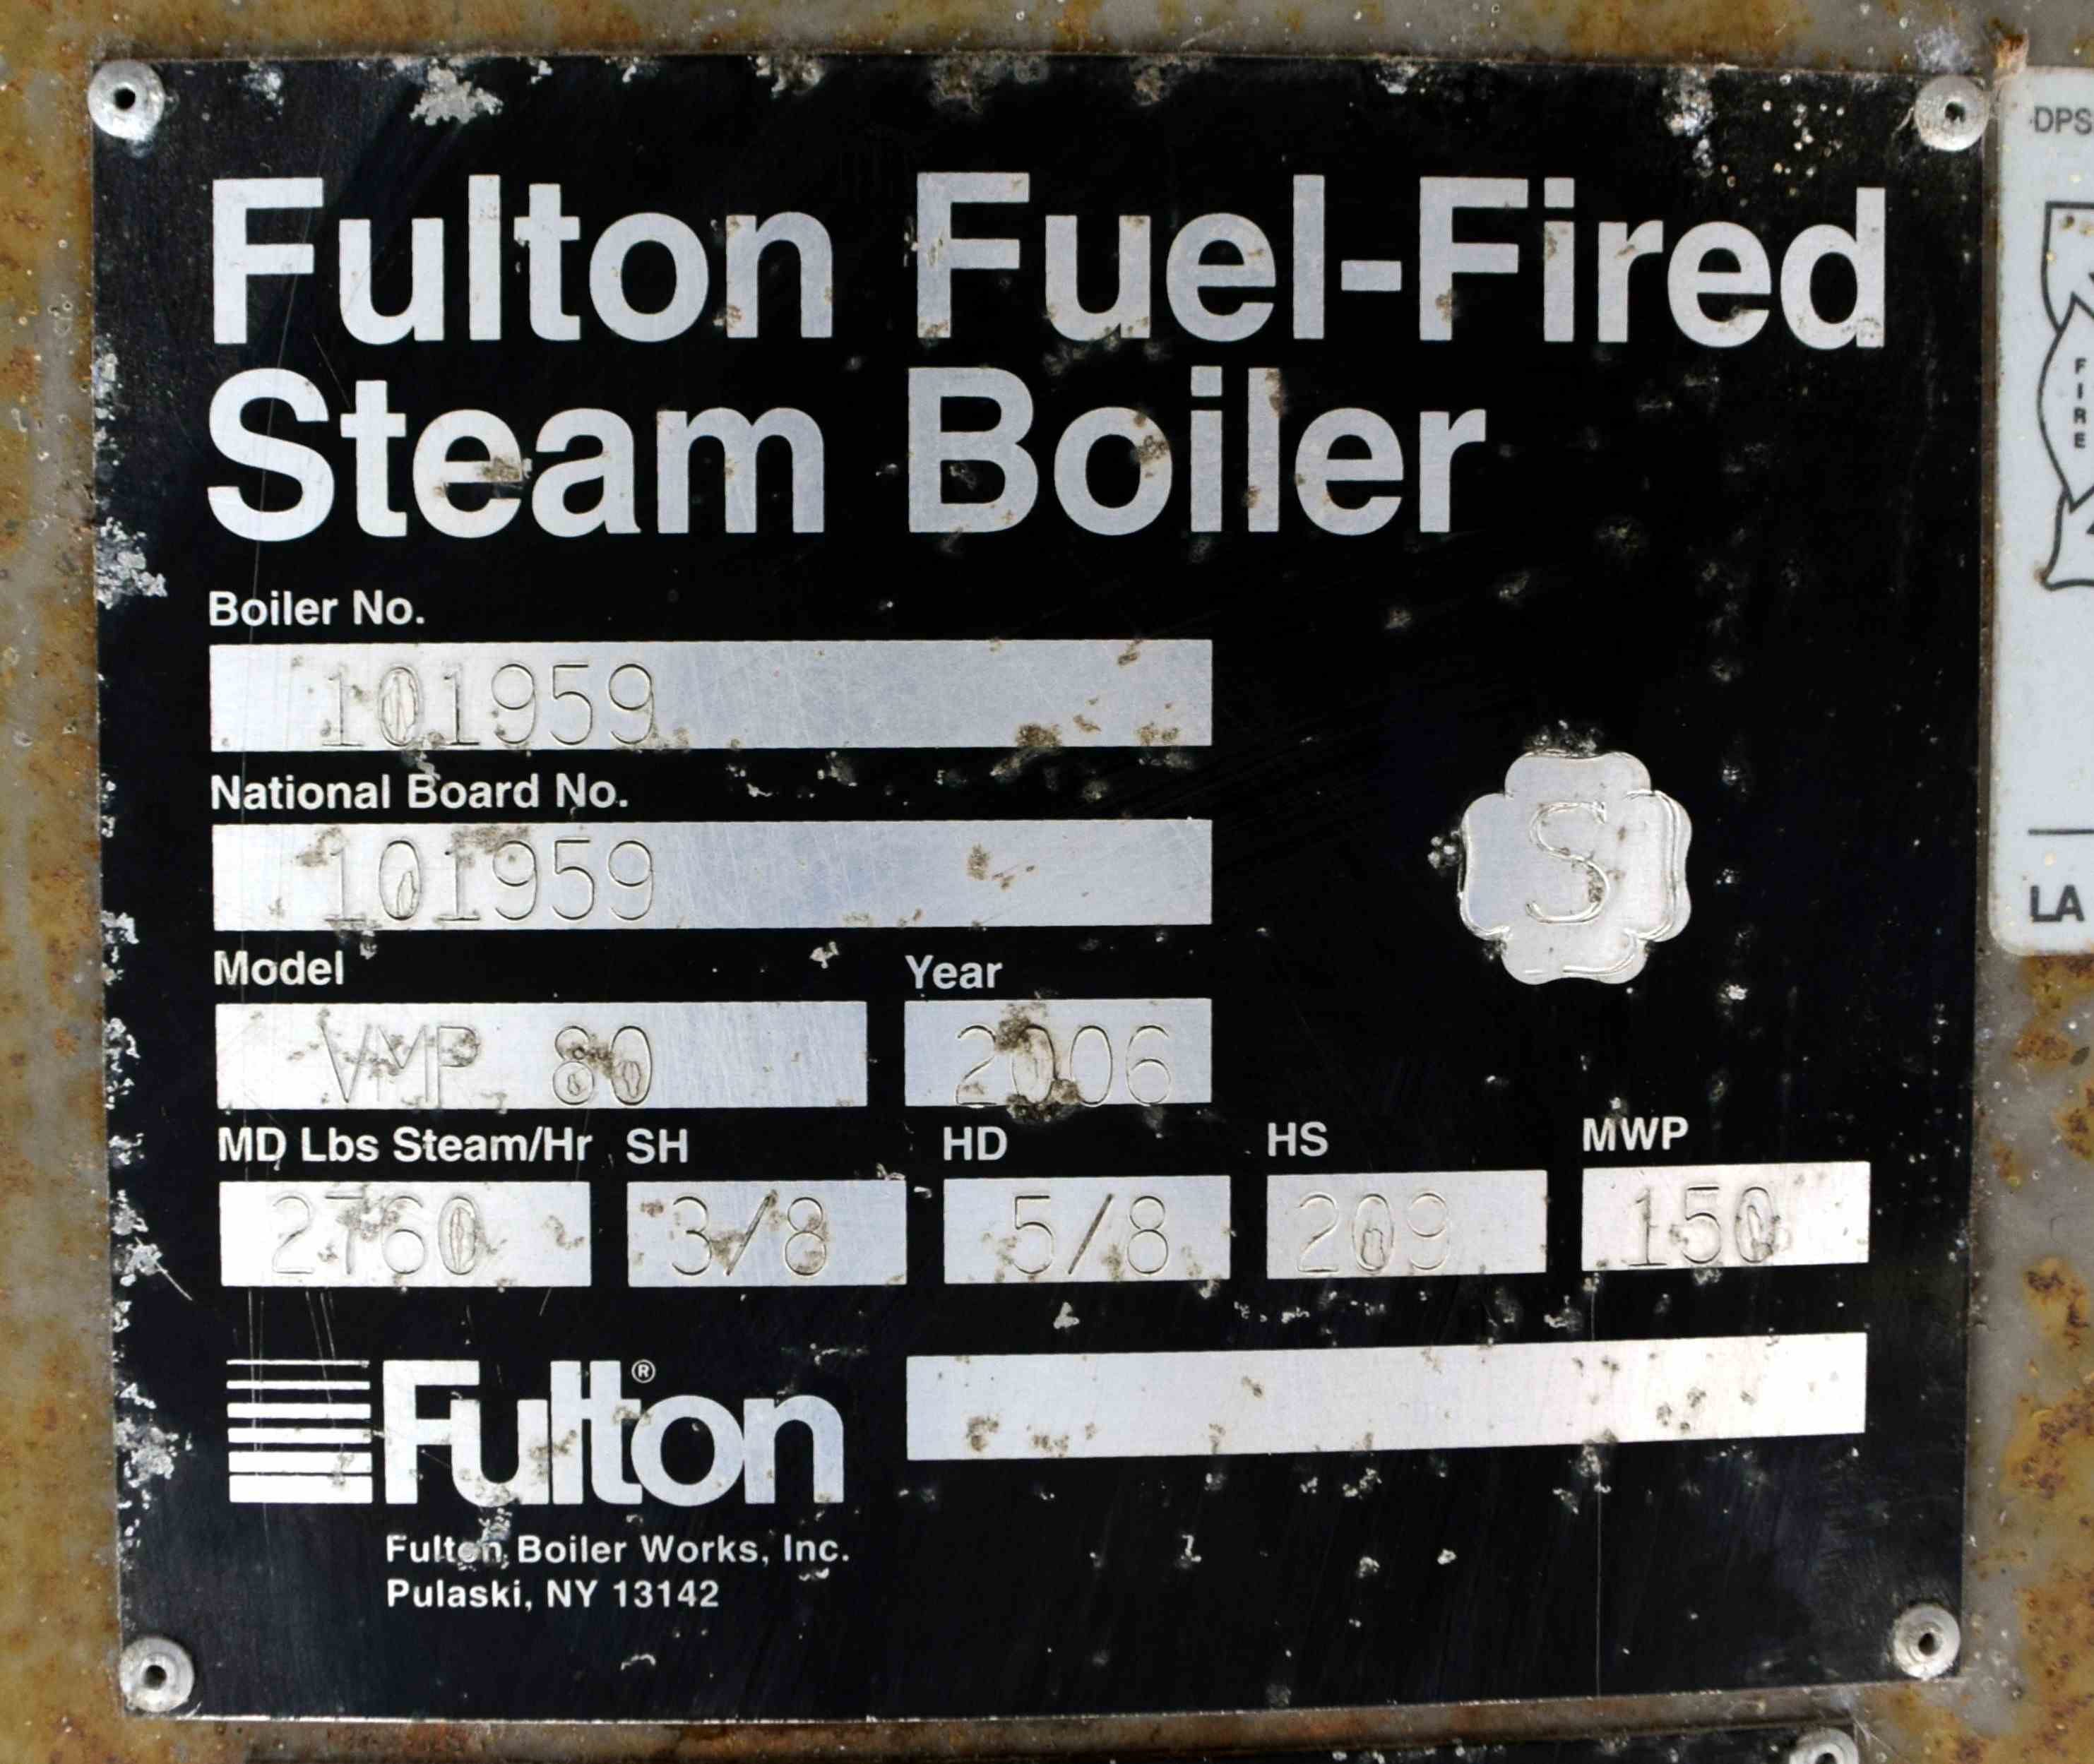 Fulton Fuel-Fired
Steam Boiler
Boiler No.
101959
National Board No.
101959
S
Model Year
VMP 80 2006
MD Lbs Steam/Hr SH HD HS MWP
2760 3/8 5/8 209 150
Fulton®
Fulton Boiler Works, Inc.
Pulaski, NY 13142
DPS
FIRE
LA